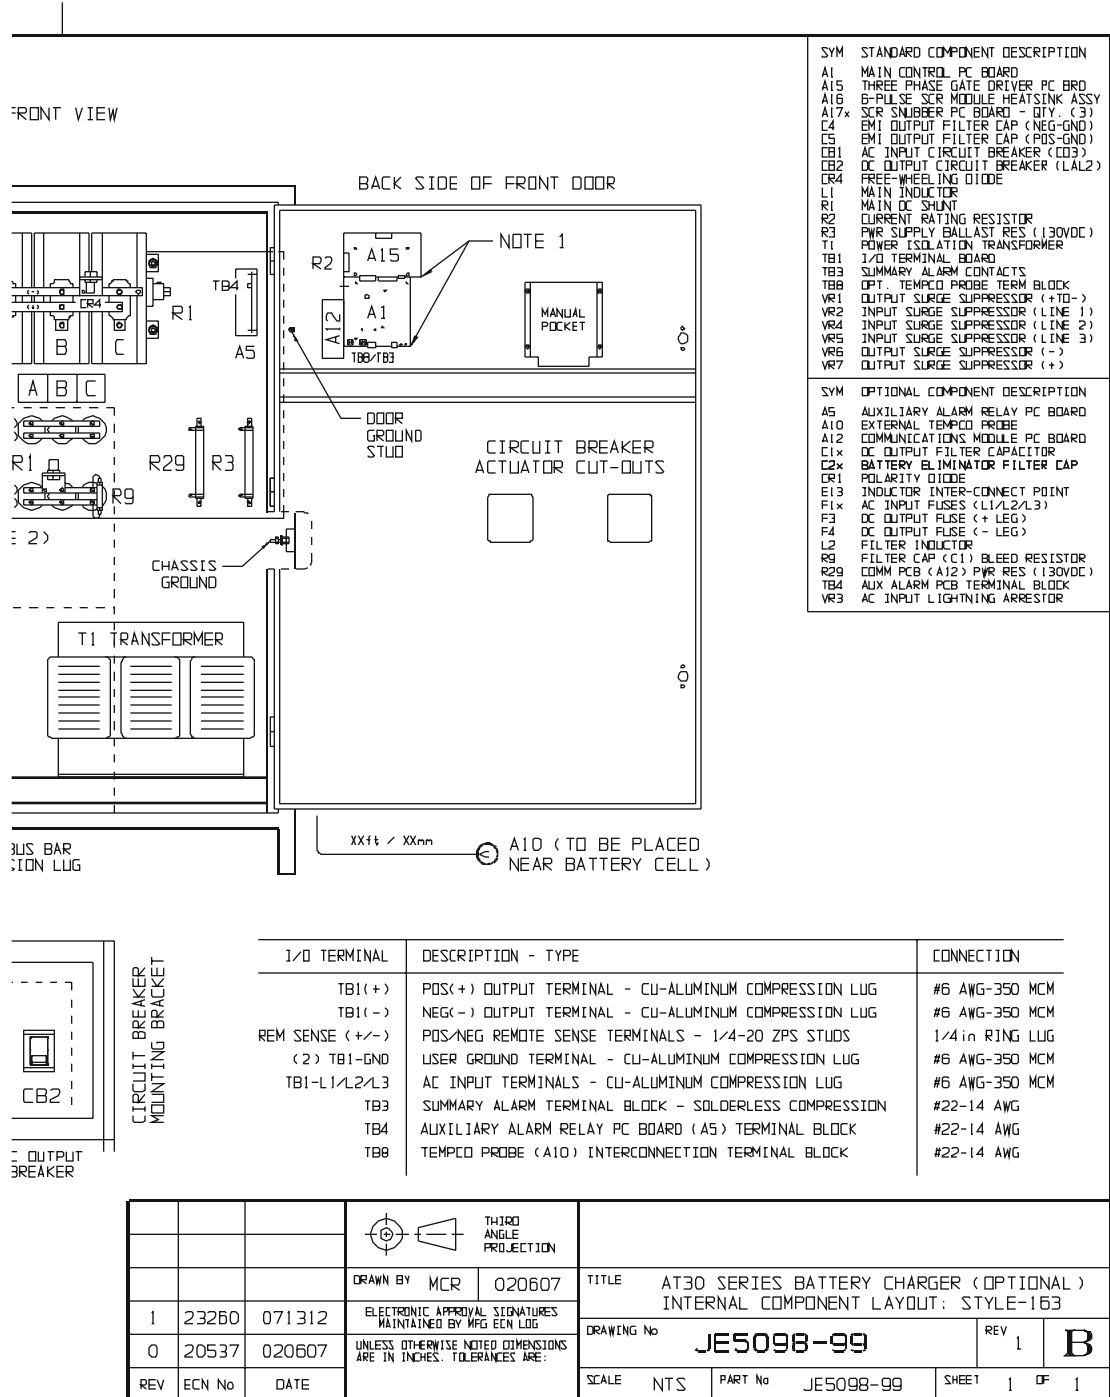 SYM STANDARD COMPONENT DESCRIPTION
A1 MAIN CONTROL PC BOARD
A15 THREE PHASE GATE DRIVER PC BRD
A16 6-PULSE SCR MODULE HEATSINK ASSY
A17x SCR SNUBBER PC BOARD - QTY. (3)
C4 EMI OUTPUT FILTER CAP (NEG-GND)
C5 EMI OUTPUT FILTER CAP (POS-GND)
CB1 AC INPUT CIRCUIT BREAKER (CD3)
CB2 DC OUTPUT CIRCUIT BREAKER (LAL2)
CR4 FREE-WHEELING DIODE
L1 MAIN INDUCTOR
R1 MAIN DC SHUNT
R2 CURRENT RATING RESISTOR
R3 PWR SUPPLY BALLAST RES (130VDC)
T1 POWER ISOLATION TRANSFORMER
TB1 I/O TERMINAL BOARD
TB3 SUMMARY ALARM CONTACTS
TB8 OPT. TEMPCO PROBE TERM BLOCK
VR1 OUTPUT SURGE SUPPRESSOR (+TO-)
VR2 INPUT SURGE SUPPRESSOR (LINE 1)
VR4 INPUT SURGE SUPPRESSOR (LINE 2)
VR5 INPUT SURGE SUPPRESSOR (LINE 3)
VR6 OUTPUT SURGE SUPPRESSOR (-)
VR7 OUTPUT SURGE SUPPRESSOR (+)
SYM OPTIONAL COMPONENT DESCRIPTION
A5 AUXILIARY ALARM RELAY PC BOARD
A10 EXTERNAL TEMPCO PROBE
A12 COMMUNICATIONS MODULE PC BOARD
C1x DC OUTPUT FILTER CAPACITOR
C2x BATTERY ELIMINATOR FILTER CAP
CR1 POLARITY DIODE
E13 INDUCTOR INTER-CONNECT POINT
F1x AC INPUT FUSES (L1/L2/L3)
F3 DC OUTPUT FUSE (+ LEG)
F4 DC OUTPUT FUSE (- LEG)
L2 FILTER INDUCTOR
R9 FILTER CAP (C1) BLEED RESISTOR
R29 COMM PCB (A12) PWR RES (130VDC)
TB4 AUX ALARM PCB TERMINAL BLOCK
VR3 AC INPUT LIGHTNING ARRESTOR
FRONT VIEW
BACK SIDE OF FRONT DOOR
NOTE 1
R2
A15
A1
A12
TB8/TB3
MANUAL
POCKET
TB4
A5
R1
CR4
B
C
A B C
DOOR
GROUND
STUD
CIRCUIT BREAKER
ACTUATOR CUT-OUTS
R1
R29
R3
R9
E 2)
CHASSIS
GROUND
T1 TRANSFORMER
BUS BAR
SION LUG
XXft / XXmm
A10 (TO BE PLACED
NEAR BATTERY CELL)
CB2
CIRCUIT BREAKER
MOUNTING BRACKET
C OUTPUT
BREAKER
I/O TERMINAL DESCRIPTION - TYPE CONNECTION
TB1(+) POS(+) OUTPUT TERMINAL - CU-ALUMINUM COMPRESSION LUG #6 AWG-350 MCM
TB1(-) NEG(-) OUTPUT TERMINAL - CU-ALUMINUM COMPRESSION LUG #6 AWG-350 MCM
REM SENSE (+/-) POS/NEG REMOTE SENSE TERMINALS - 1/4-20 ZPS STUDS 1/4in RING LUG
(2) TB1-GND USER GROUND TERMINAL - CU-ALUMINUM COMPRESSION LUG #6 AWG-350 MCM
TB1-L1/L2/L3 AC INPUT TERMINALS - CU-ALUMINUM COMPRESSION LUG #6 AWG-350 MCM
TB3 SUMMARY ALARM TERMINAL BLOCK - SOLDERLESS COMPRESSION #22-14 AWG
TB4 AUXILIARY ALARM RELAY PC BOARD (A5) TERMINAL BLOCK #22-14 AWG
TB8 TEMPCO PROBE (A10) INTERCONNECTION TERMINAL BLOCK #22-14 AWG
THIRD
ANGLE
PROJECTION
DRAWN BY MCR 020607
ELECTRONIC APPROVAL SIGNATURES
MAINTAINED BY MFG ECN LOG
UNLESS OTHERWISE NOTED DIMENSIONS
ARE IN INCHES. TOLERANCES ARE:
1 23260 071312
0 20537 020607
REV ECN No DATE
TITLE AT30 SERIES BATTERY CHARGER (OPTIONAL)
INTERNAL COMPONENT LAYOUT: STYLE-163
DRAWING No JE5098-99 REV 1 B
SCALE NTS PART No JE5098-99 SHEET 1 OF 1